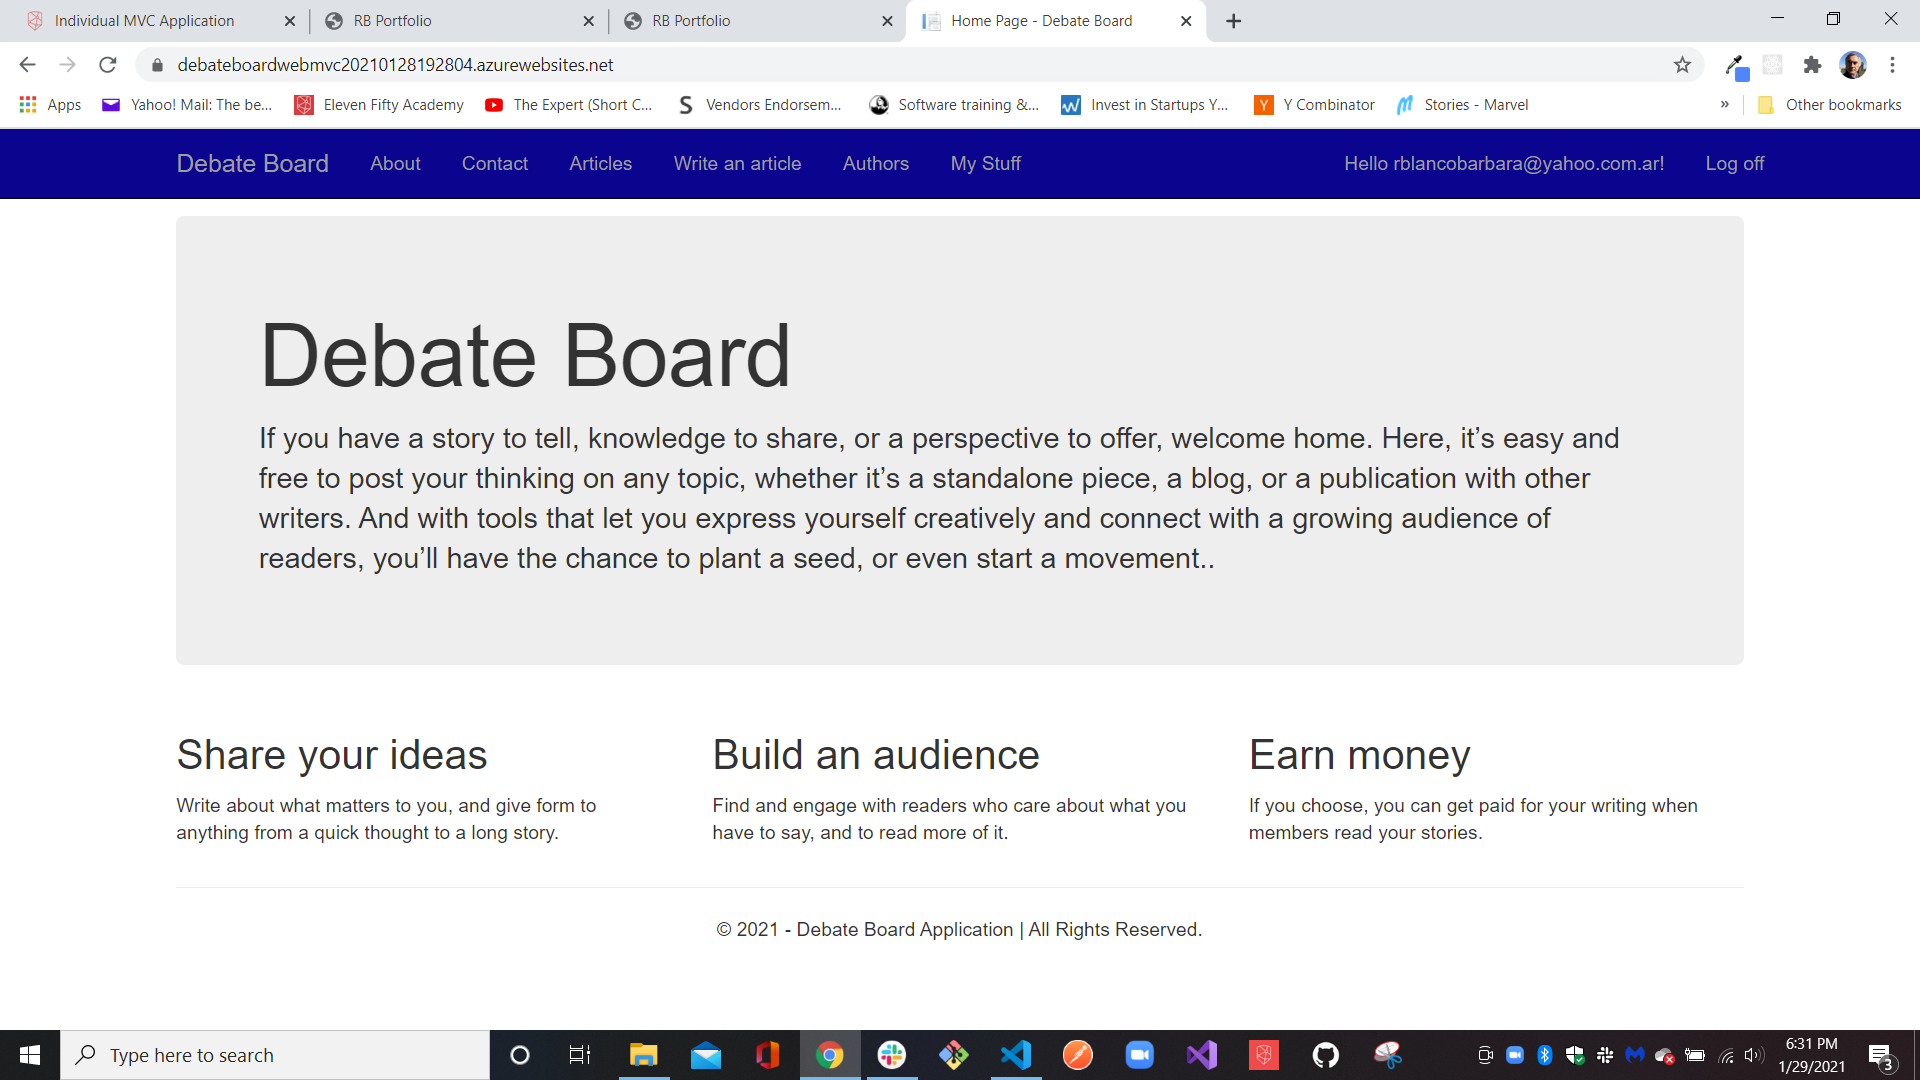 Individual MVC Application
RB Portfolio
RB Portfolio
Home Page - Debate Board
debateboardwebmvc20210128192804.azurewebsites.net
Apps
Yahoo! Mail: The be...
Eleven Fifty Academy
The Expert (Short C...
Vendors Endorsem...
Software training &...
Invest in Startups Y...
Y Combinator
Stories - Marvel
»
Other bookmarks
Debate Board
About
Contact
Articles
Write an article
Authors
My Stuff
Hello rblancobarbara@yahoo.com.ar!
Log off
Debate Board
If you have a story to tell, knowledge to share, or a perspective to offer, welcome home. Here, it’s easy and
free to post your thinking on any topic, whether it’s a standalone piece, a blog, or a publication with other
writers. And with tools that let you express yourself creatively and connect with a growing audience of
readers, you’ll have the chance to plant a seed, or even start a movement..
Share your ideas
Write about what matters to you, and give form to
anything from a quick thought to a long story.
Build an audience
Find and engage with readers who care about what you
have to say, and to read more of it.
Earn money
If you choose, you can get paid for your writing when
members read your stories.
© 2021 - Debate Board Application | All Rights Reserved.
Type here to search
6:31 PM
1/29/2021
3